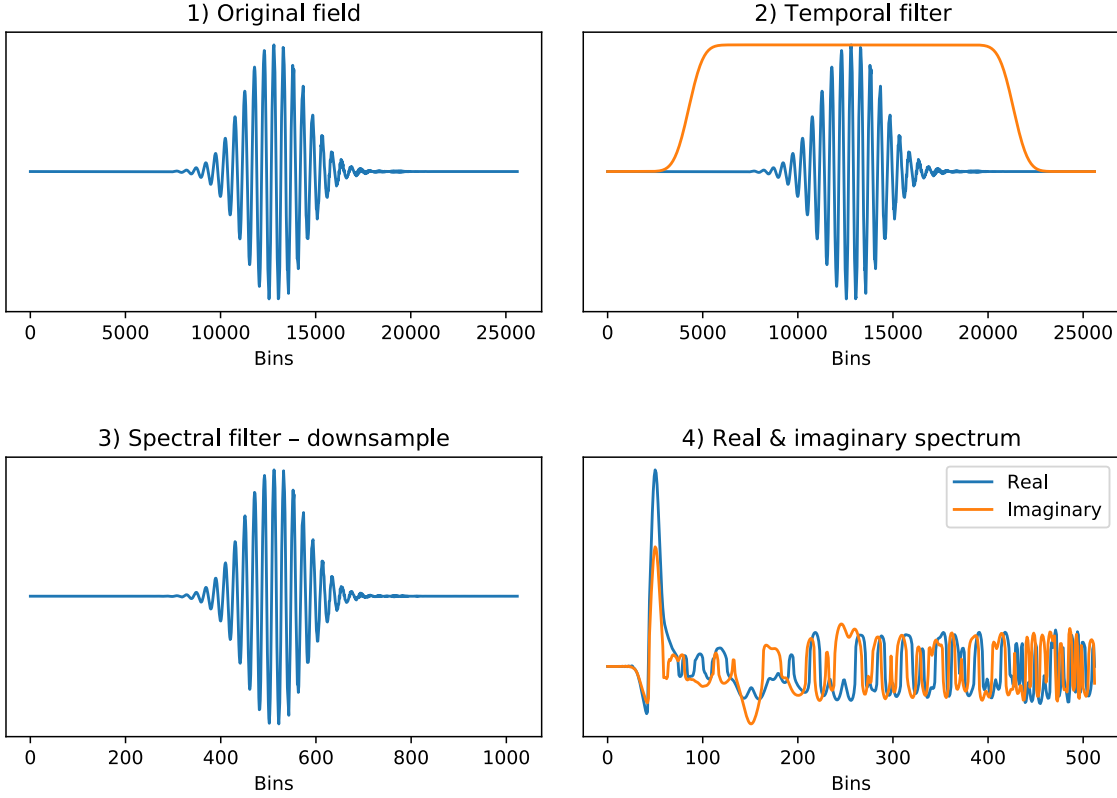 1) Original field
2) Temporal filter
0 5000 10000 15000 20000 25000
Bins
0 5000 10000 15000 20000 25000
Bins
3) Spectral filter – downsample
4) Real & imaginary spectrum
Real
Imaginary
0 200 400 600 800 1000
Bins
0 100 200 300 400 500
Bins